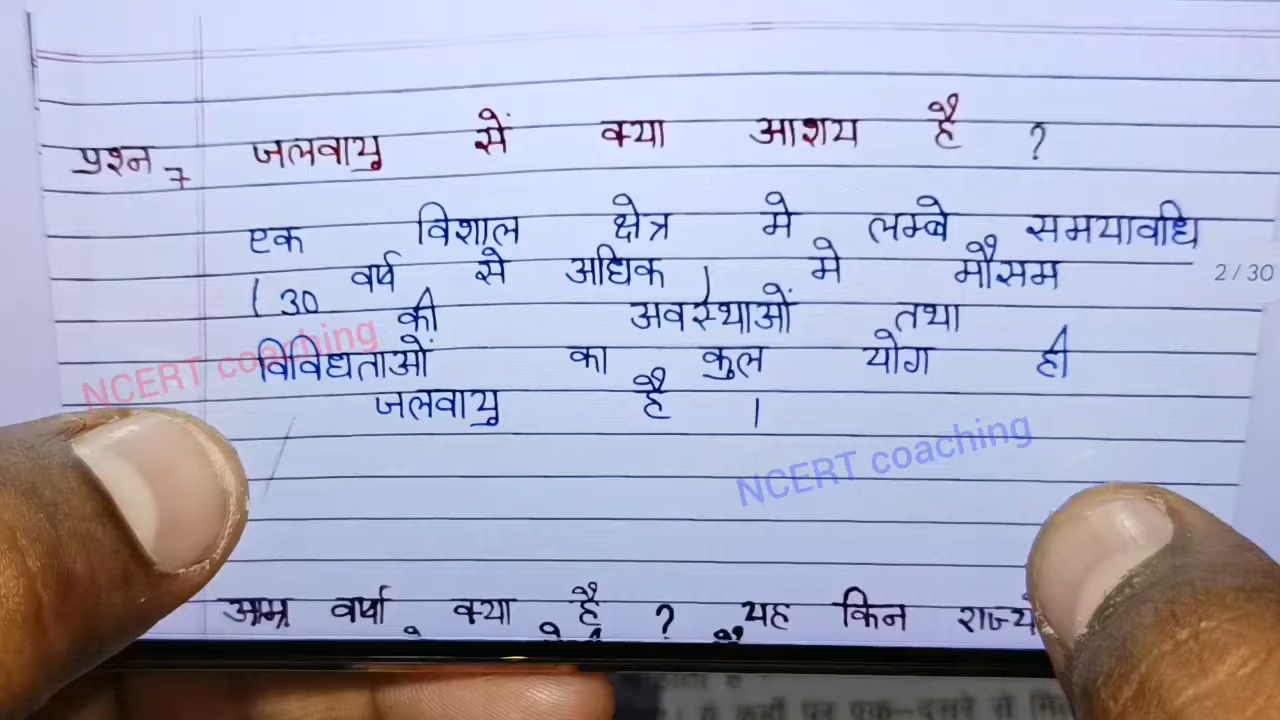 प्रश्न 7 जलवायु सें क्या आशय है ?
एक विशाल क्षेत्र मे लम्बे समयावधि
( 30 वर्ष से अधिक ) मे मौसम
की अवस्थाओं तथा
विविधताओं का कुल योग ही
जलवायु है ।
2 / 30
NCERT coaching
NCERT coaching
आम्र वर्षा क्या है ? यह किन